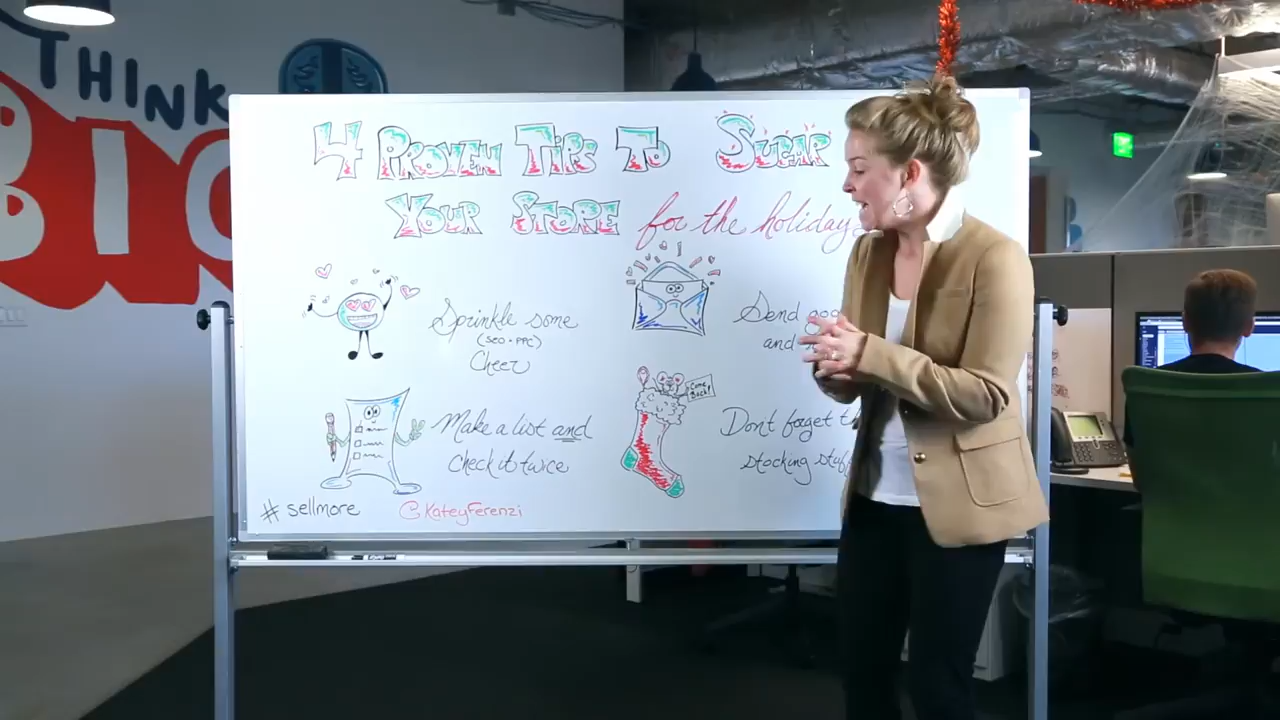 THINK
BIG
4 PROVEN TIPS TO SUGAR
YOUR STORE for the holiday
Sprinkle some
(SEO + PPC)
Cheer
Send
and
Come
Back!
Make a list and
check it twice
Don't forget
stocking
# sellmore
@KateyFerenzi